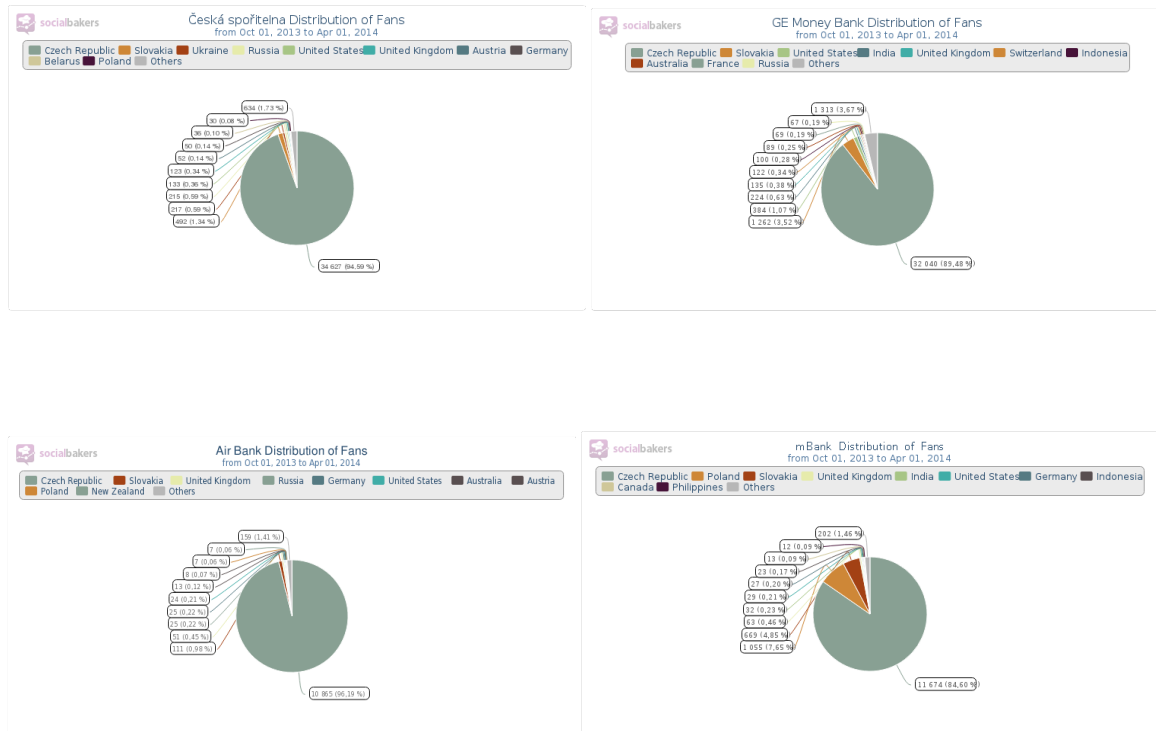 socialbakers
Česká spořitelna Distribution of Fans
from Oct 01, 2013 to Apr 01, 2014
Czech Republic Slovakia Ukraine Russia United States United Kingdom Austria Germany
Belarus Poland Others
634 (1.73 %)
30 (0.08 %)
36 (0.10 %)
50 (0.14 %)
52 (0.14 %)
123 (0.34 %)
133 (0.36 %)
215 (0.59 %)
217 (0.59 %)
492 (1.34 %)
34 627 (94.59 %)
socialbakers
GE Money Bank Distribution of Fans
from Oct 01, 2013 to Apr 01, 2014
Czech Republic Slovakia United States India United Kingdom Switzerland Indonesia
Australia France Russia Others
1 313 (3,67 %)
67 (0,19 %)
69 (0,19 %)
89 (0,25 %)
100 (0,28 %)
122 (0,34 %)
135 (0,38 %)
224 (0,63 %)
384 (1,07 %)
1 262 (3,52 %)
32 040 (89,48 %)
socialbakers
Air Bank Distribution of Fans
from Oct 01, 2013 to Apr 01, 2014
Czech Republic Slovakia United Kingdom Russia Germany United States Australia Austria
Poland New Zealand Others
159 (1,41 %)
7 (0,06 %)
7 (0,06 %)
8 (0,07 %)
13 (0,12 %)
24 (0,21 %)
25 (0,22 %)
25 (0,22 %)
51 (0,45 %)
111 (0,98 %)
10 865 (96,19 %)
socialbakers
mBank Distribution of Fans
from Oct 01, 2013 to Apr 01, 2014
Czech Republic Poland Slovakia United Kingdom India United States Germany Indonesia
Canada Philippines Others
202 (1,46 %)
12 (0,09 %)
13 (0,09 %)
23 (0,17 %)
27 (0,20 %)
29 (0,21 %)
32 (0,23 %)
63 (0,46 %)
669 (4,85 %)
1 055 (7,65 %)
11 674 (84,60 %)